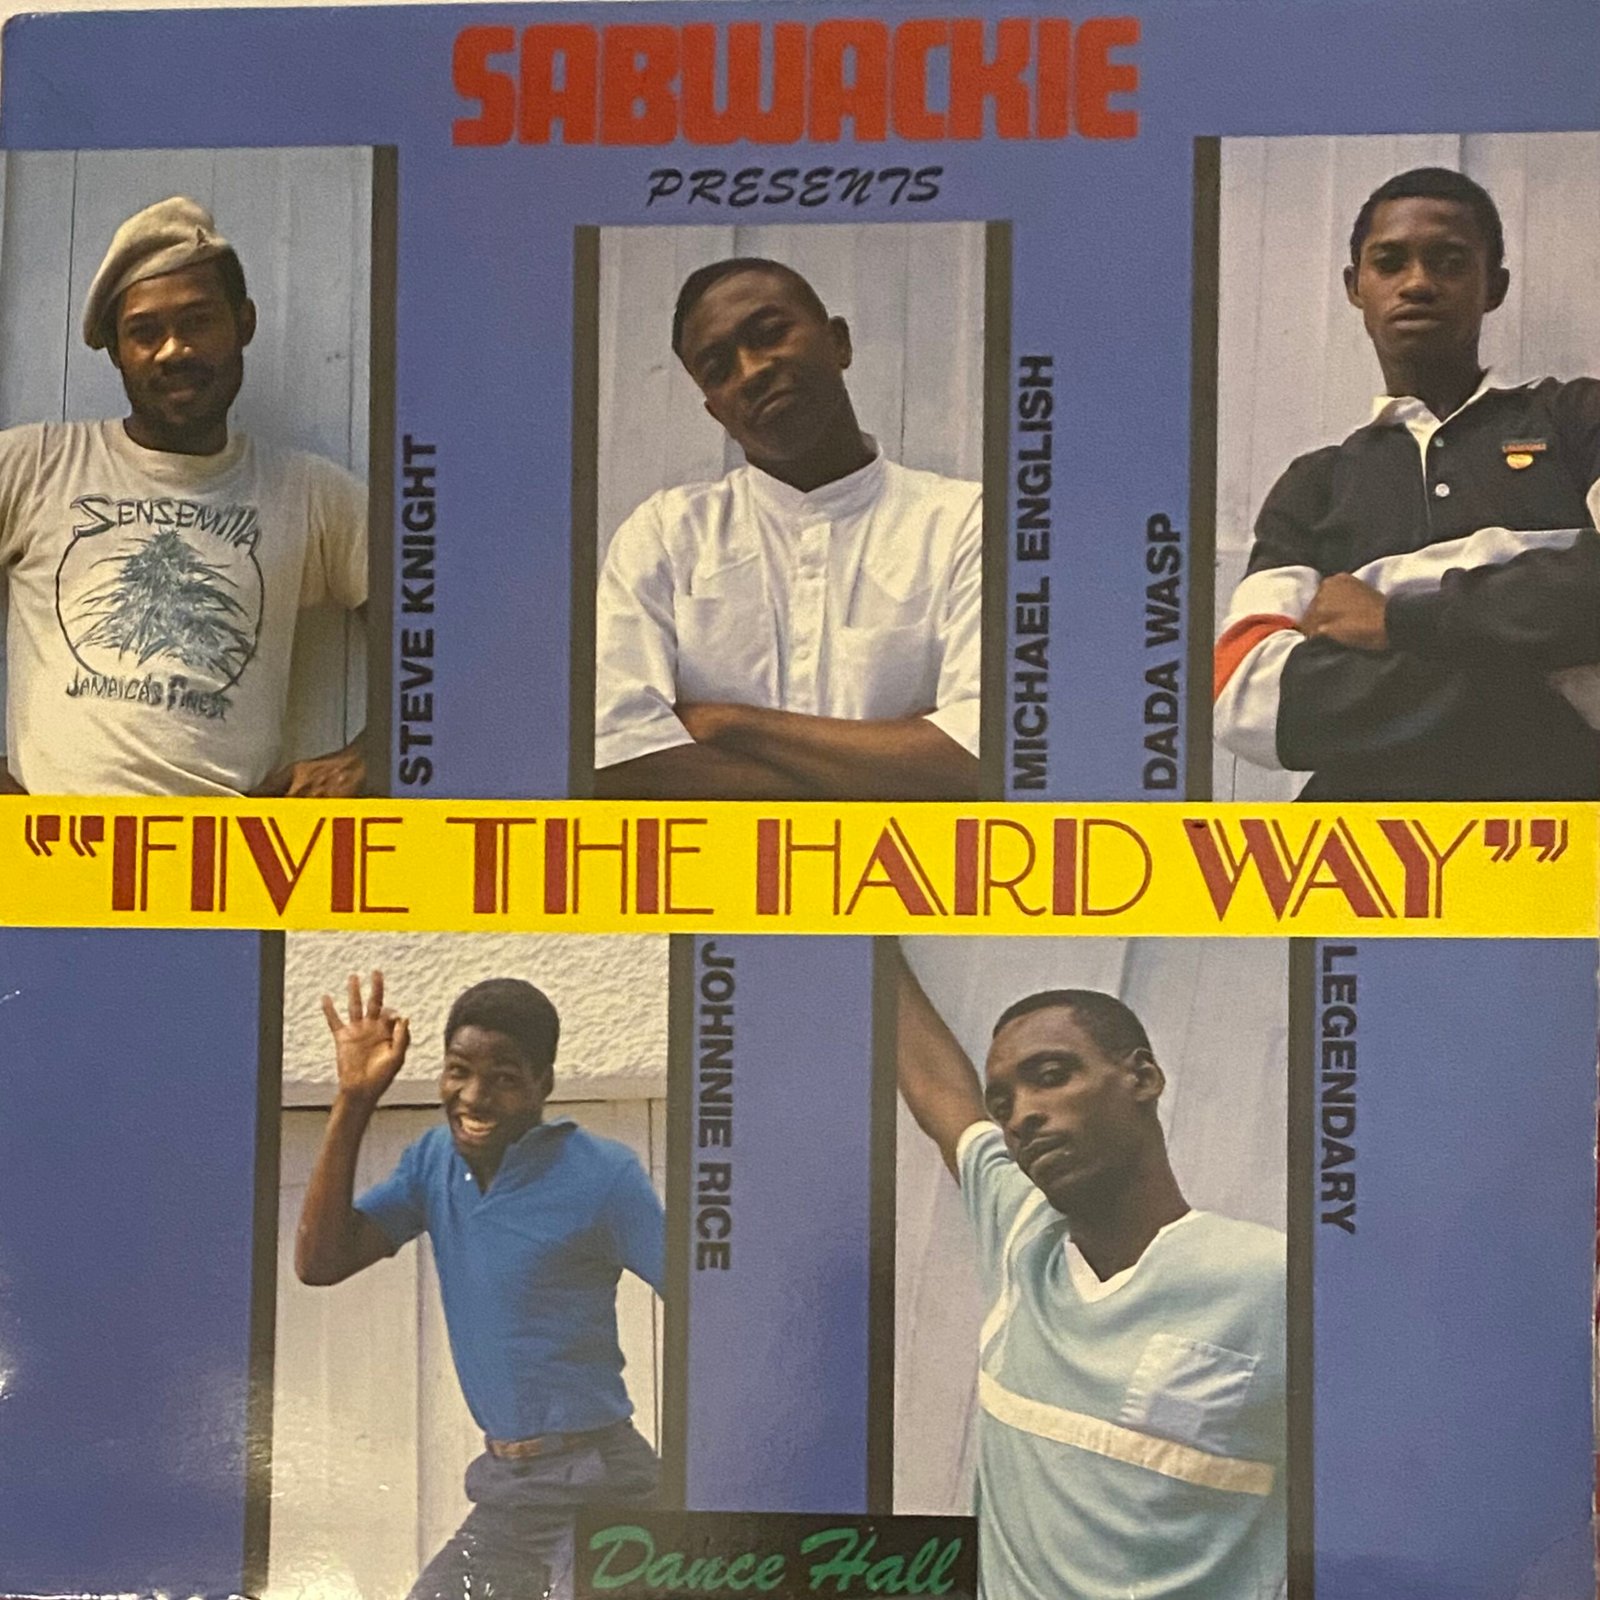 SABWACKIE
PRESENTS
SENSEMILLA
JAMAICA'S FINEST
STEVE KNIGHT
MICHAEL ENGLISH
DADA WASP
""FIVE THE HARD WAY""
JOHNNIE RICE
LEGENDARY
Dance Hall